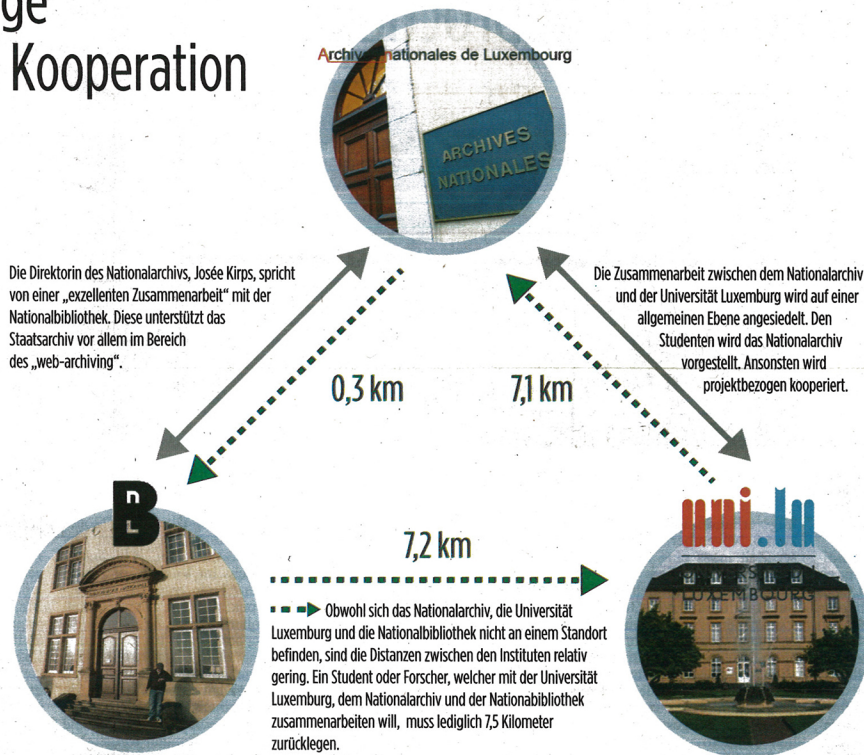 ge
Kooperation
Archives nationales de Luxembourg
ARCHIVES
NATIONALES
Die Direktorin des Nationalarchivs, Josée Kirps, spricht
von einer „exzellenten Zusammenarbeit“ mit der
Nationalbibliothek. Diese unterstützt das
Staatsarchiv vor allem im Bereich
des „web-archiving“.
Die Zusammenarbeit zwischen dem Nationalarchiv
und der Universität Luxemburg wird auf einer
allgemeinen Ebene angesiedelt. Den
Studenten wird das Nationalarchiv
vorgestellt. Ansonsten wird
projektbezogen kooperiert.
0,3 km
7,1 km
BnL
uni.lu
LUXEMBOURG
7,2 km
Obwohl sich das Nationalarchiv, die Universität
Luxemburg und die Nationalbibliothek nicht an einem Standort
befinden, sind die Distanzen zwischen den Instituten relativ
gering. Ein Student oder Forscher, welcher mit der Universität
Luxemburg, dem Nationalarchiv und der Nationabibliothek
zusammenarbeiten will, muss lediglich 7,5 Kilometer
zurücklegen.